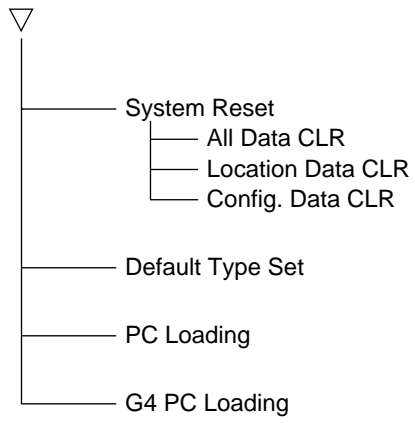 System Reset
All Data CLR
Location Data CLR
Config. Data CLR
Default Type Set
PC Loading
G4 PC Loading